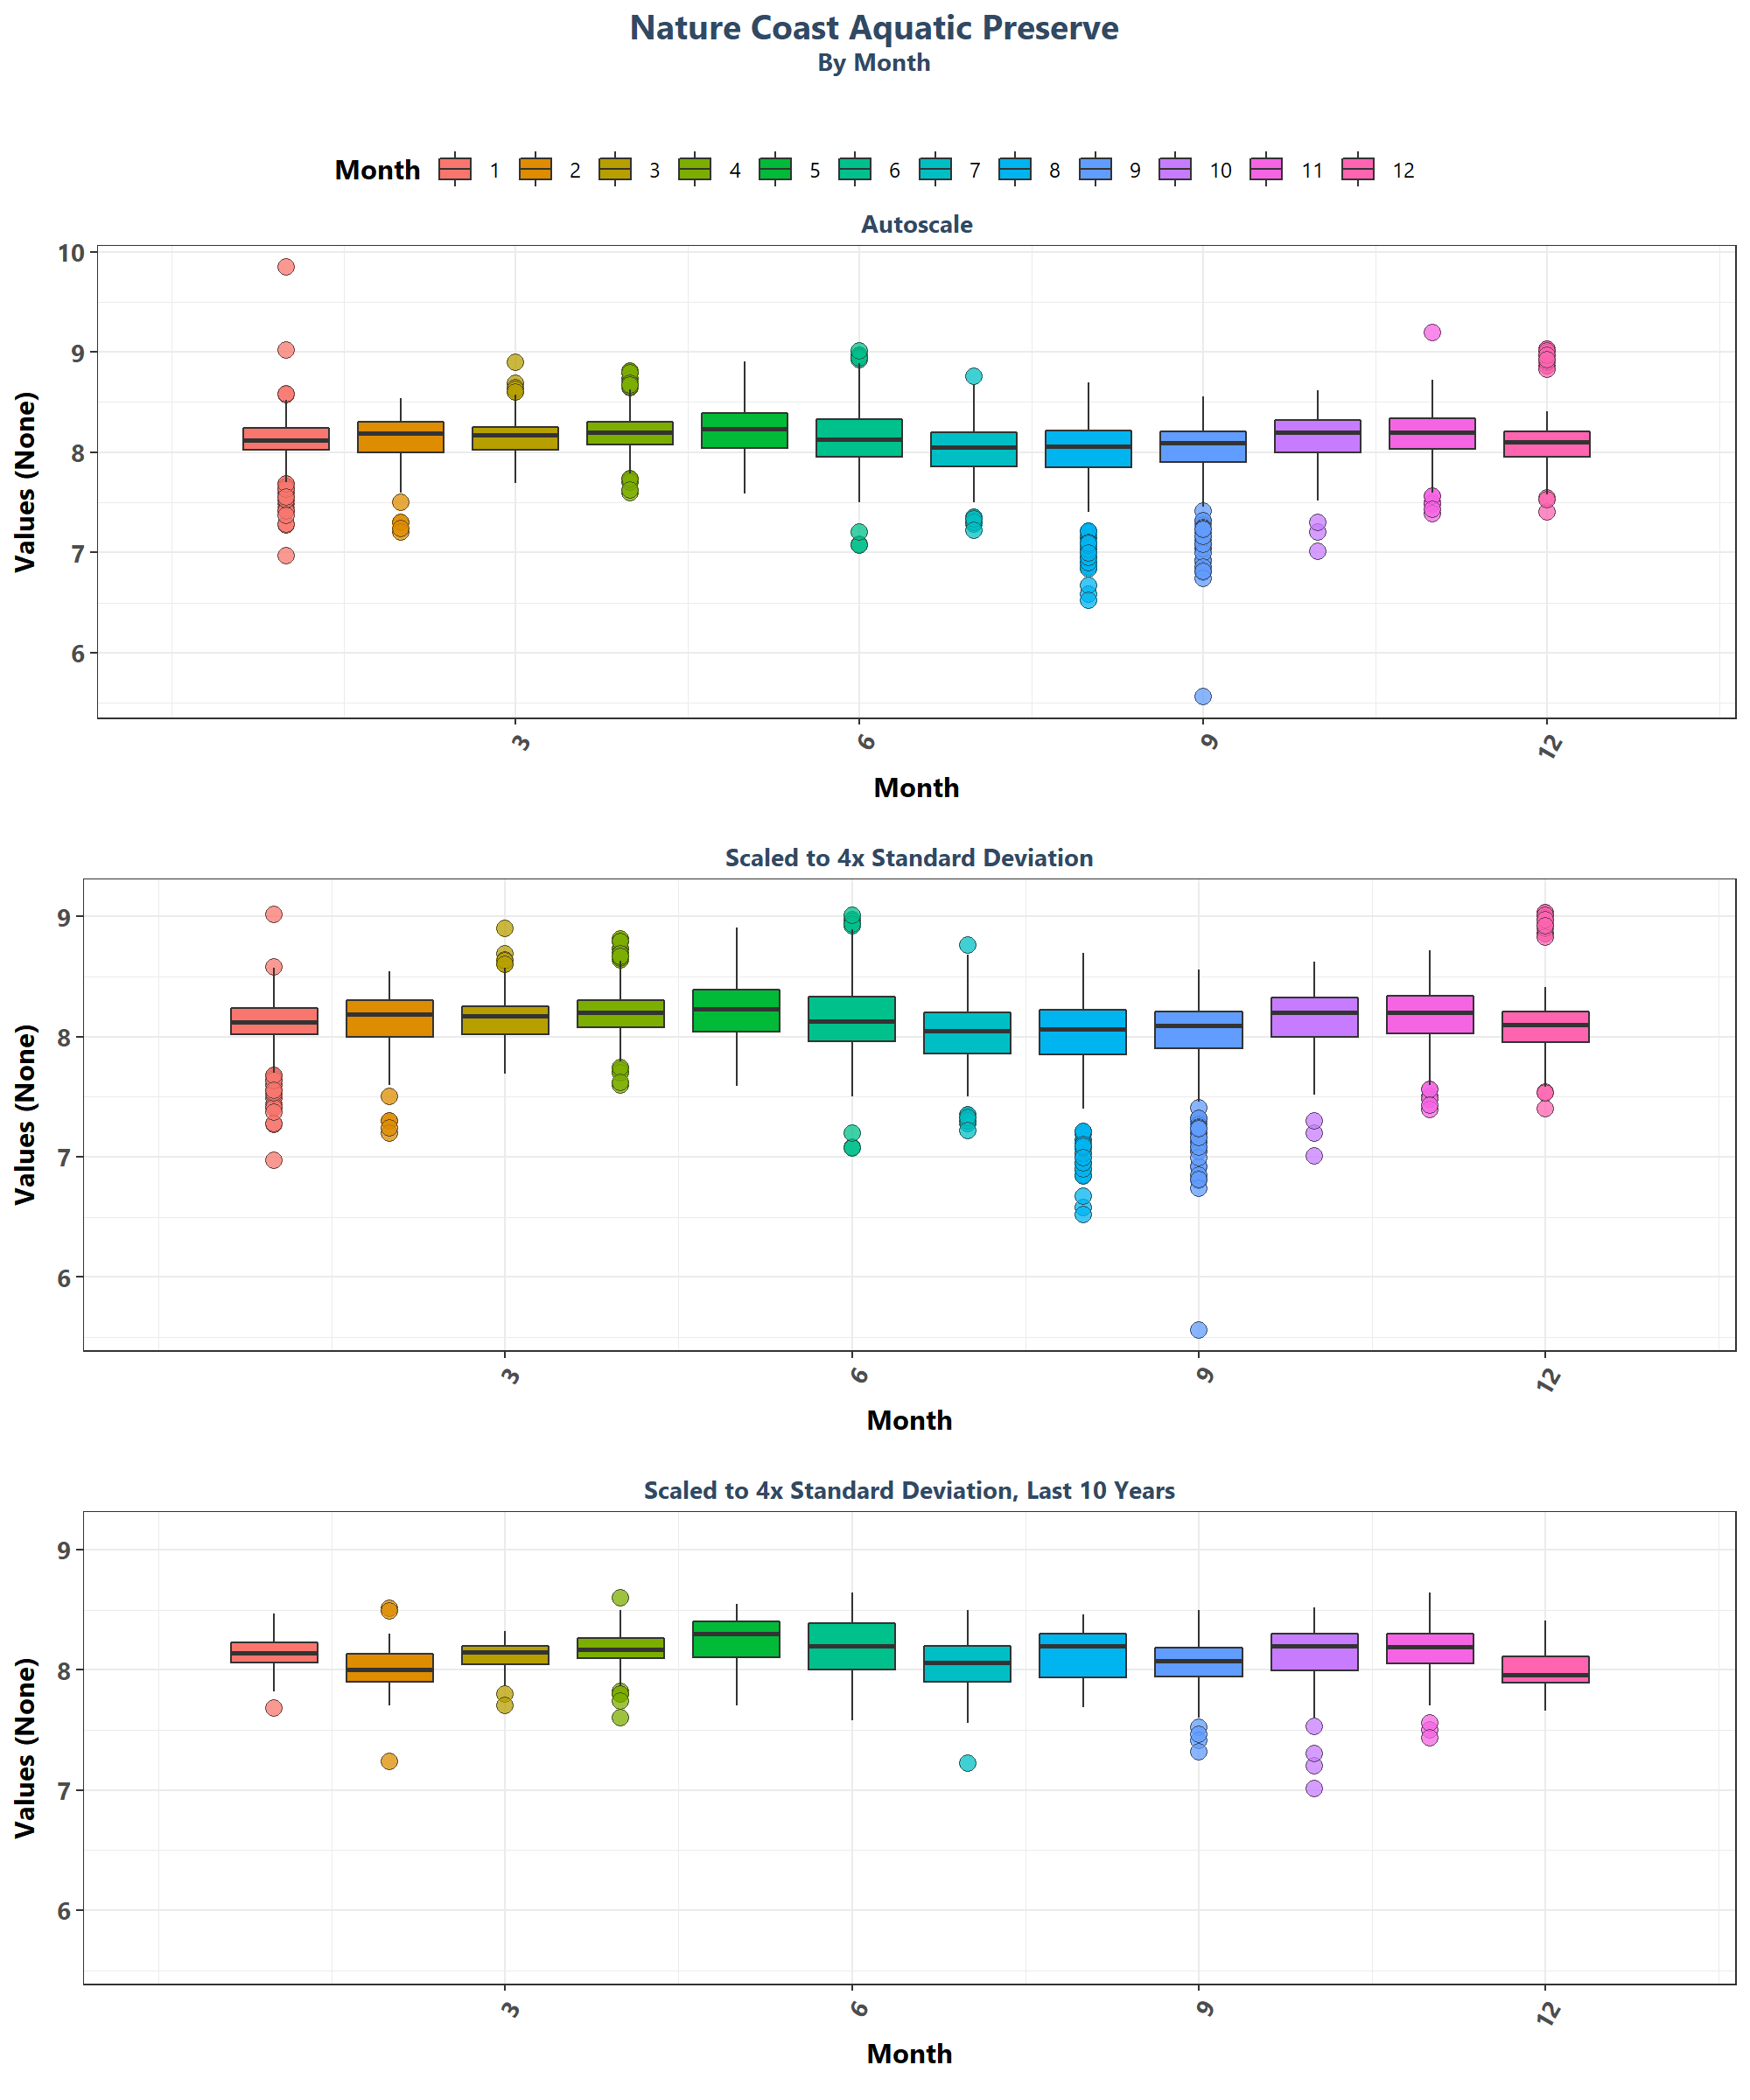 Nature Coast Aquatic Preserve
By Month
Month 1 2 3 4 5 6 7 8 9 10 11 12
Autoscale
Values (None)
10
9
8
7
6
3 6 9 12
Month
Scaled to 4x Standard Deviation
Values (None)
9
8
7
6
3 6 9 12
Month
Scaled to 4x Standard Deviation, Last 10 Years
Values (None)
9
8
7
6
3 6 9 12
Month